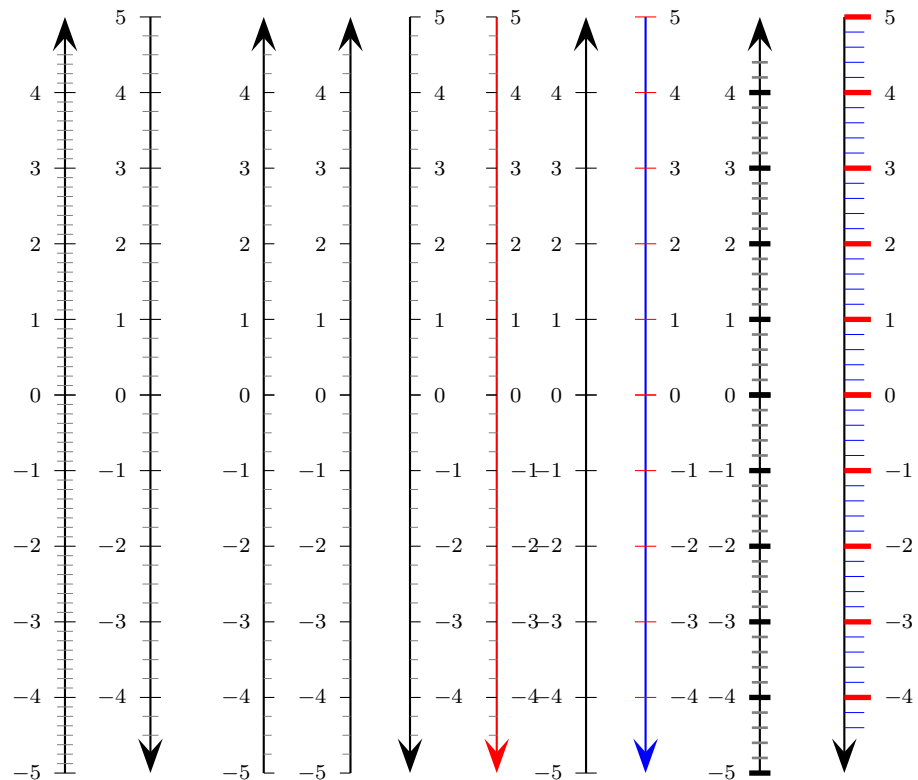 5 5 5 5 5
4 4 4 4 4 4 4 4 4 4
3 3 3 3 3 3 3 3 3 3
2 2 2 2 2 2 2 2 2 2
1 1 1 1 1 1 1 1 1 1
0 0 0 0 0 0 0 0 0 0
−1 −1 −1 −1 −1 −1 −1 −1 −1 −1
−2 −2 −2 −2 −2 −2 −2 −2 −2 −2
−3 −3 −3 −3 −3 −3 −3 −3 −3 −3
−4 −4 −4 −4 −4 −4 −4 −4 −4 −4
−5 −5 −5 −5 −5